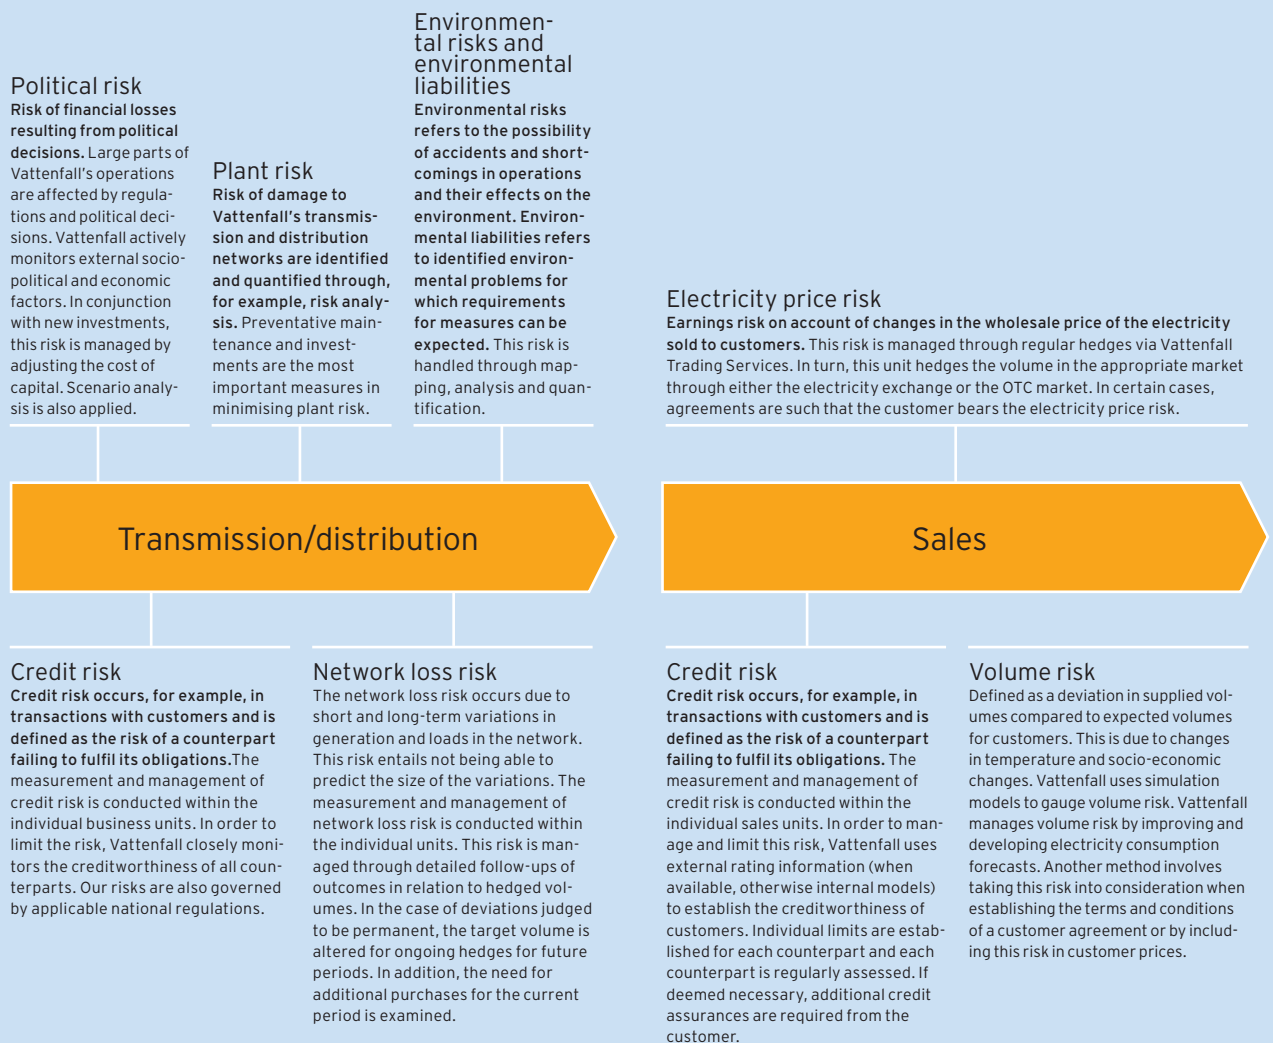 Political risk
Risk of financial losses
resulting from political
decisions. Large parts of
Vattenfall's operations
are affected by regula-
tions and political deci-
sions. Vattenfall actively
monitors external socio-
political and economic
factors. In conjunction
with new investments,
this risk is managed by
adjusting the cost of
capital. Scenario analy-
sis is also applied.
Plant risk
Risk of damage to
Vattenfall's transmis-
sion and distribution
networks are identified
and quantified through,
for example, risk analy-
sis. Preventative main-
tenance and invest-
ments are the most
important measures in
minimising plant risk.
Environmen-
tal risks and
environmental
liabilities
Environmental risks
refers to the possibility
of accidents and short-
comings in operations
and their effects on the
environment. Environ-
mental liabilities refers
to identified environ-
mental problems for
which requirements
for measures can be
expected. This risk is
handled through map-
ping, analysis and quan-
tification.
Electricity price risk
Earnings risk on account of changes in the wholesale price of the electricity
sold to customers. This risk is managed through regular hedges via Vattenfall
Trading Services. In turn, this unit hedges the volume in the appropriate market
through either the electricity exchange or the OTC market. In certain cases,
agreements are such that the customer bears the electricity price risk.
Transmission/distribution
Sales
Credit risk
Credit risk occurs, for example, in
transactions with customers and is
defined as the risk of a counterpart
failing to fulfil its obligations.The
measurement and management of
credit risk is conducted within the
individual business units. In order to
limit the risk, Vattenfall closely moni-
tors the creditworthiness of all coun-
terparts. Our risks are also governed
by applicable national regulations.
Network loss risk
The network loss risk occurs due to
short and long-term variations in
generation and loads in the network.
This risk entails not being able to
predict the size of the variations. The
measurement and management of
network loss risk is conducted within
the individual units. This risk is man-
aged through detailed follow-ups of
outcomes in relation to hedged vol-
umes. In the case of deviations judged
to be permanent, the target volume is
altered for ongoing hedges for future
periods. In addition, the need for
additional purchases for the current
period is examined.
Credit risk
Credit risk occurs, for example, in
transactions with customers and is
defined as the risk of a counterpart
failing to fulfil its obligations. The
measurement and management of
credit risk is conducted within the
individual sales units. In order to man-
age and limit this risk, Vattenfall uses
external rating information (when
available, otherwise internal models)
to establish the creditworthiness of
customers. Individual limits are estab-
lished for each counterpart and each
counterpart is regularly assessed. If
deemed necessary, additional credit
assurances are required from the
customer.
Volume risk
Defined as a deviation in supplied vol-
umes compared to expected volumes
for customers. This is due to changes
in temperature and socio-economic
changes. Vattenfall uses simulation
models to gauge volume risk. Vattenfall
manages volume risk by improving and
developing electricity consumption
forecasts. Another method involves
taking this risk into consideration when
establishing the terms and conditions
of a customer agreement or by includ-
ing this risk in customer prices.